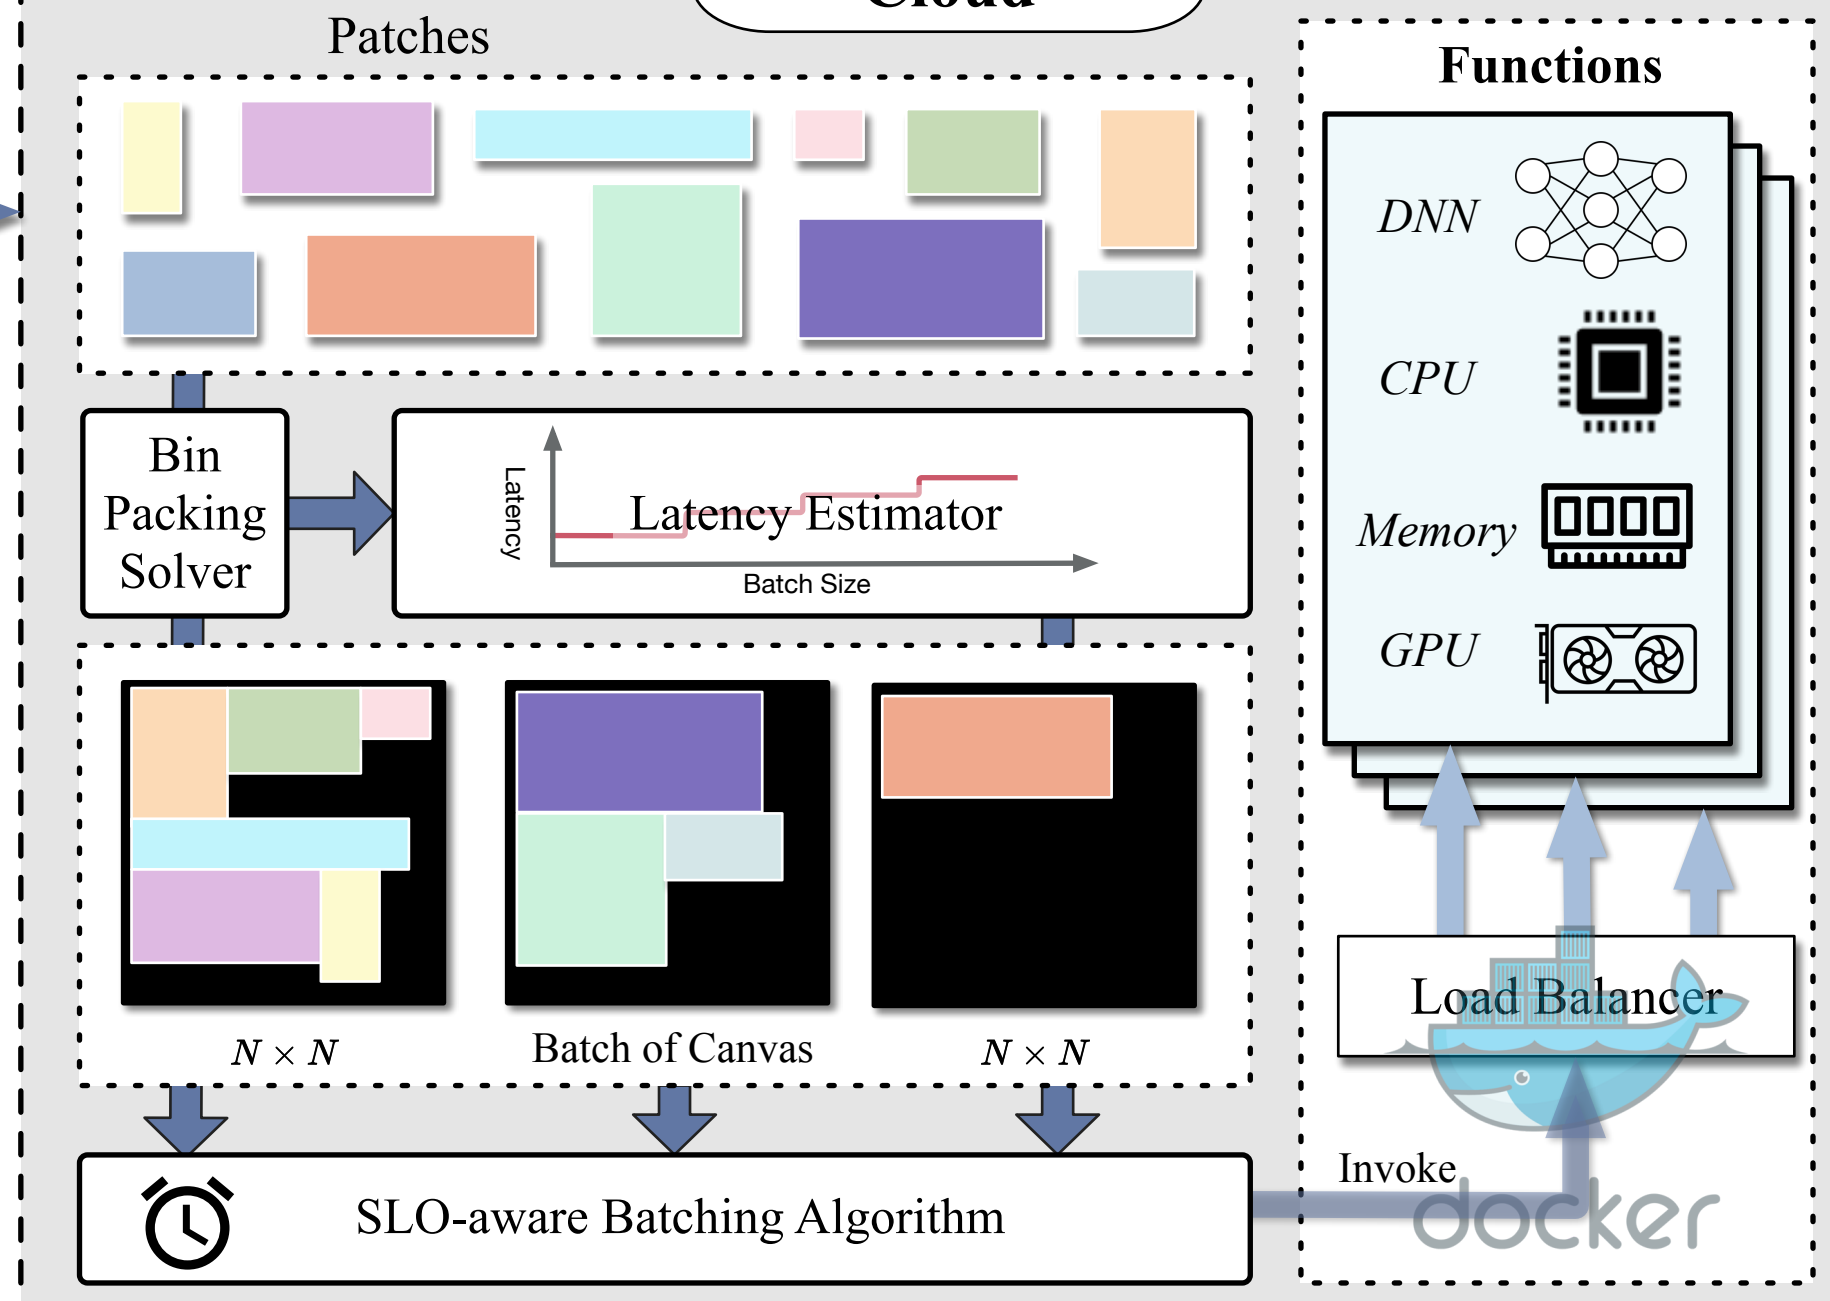 Cloud
Patches
Functions
DNN
CPU
Memory
GPU
Bin
Packing
Solver
Latency
Latency Estimator
Batch Size
N × N
Batch of Canvas
N × N
Load Balancer
Invoke
docker
SLO-aware Batching Algorithm